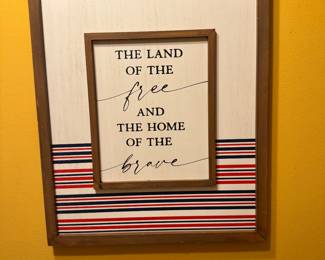 THE LAND
OF THE
free
AND
THE HOME
OF THE
brave